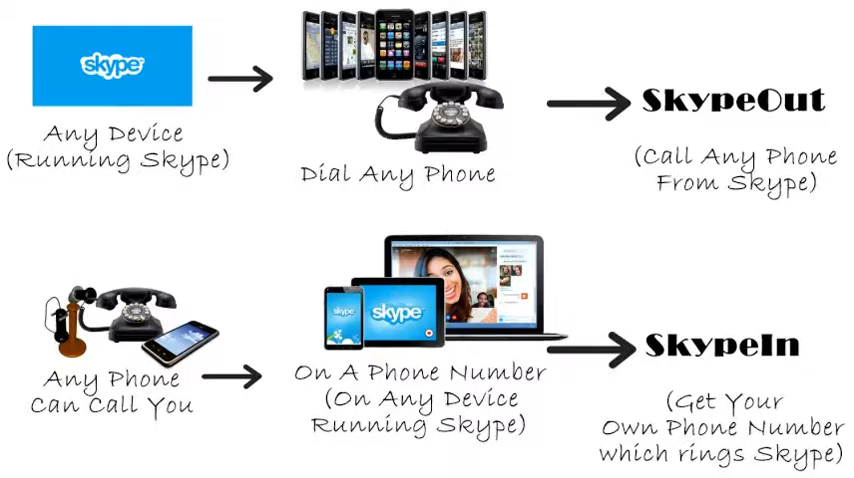 skype
Any Device
(Running Skype)
Dial Any Phone
SkypeOut
(Call Any Phone
From Skype)
Any Phone
Can Call You
skype
skype
On A Phone Number
(On Any Device
Running Skype)
SkypeIn
(Get Your
Own Phone Number
which rings Skype)